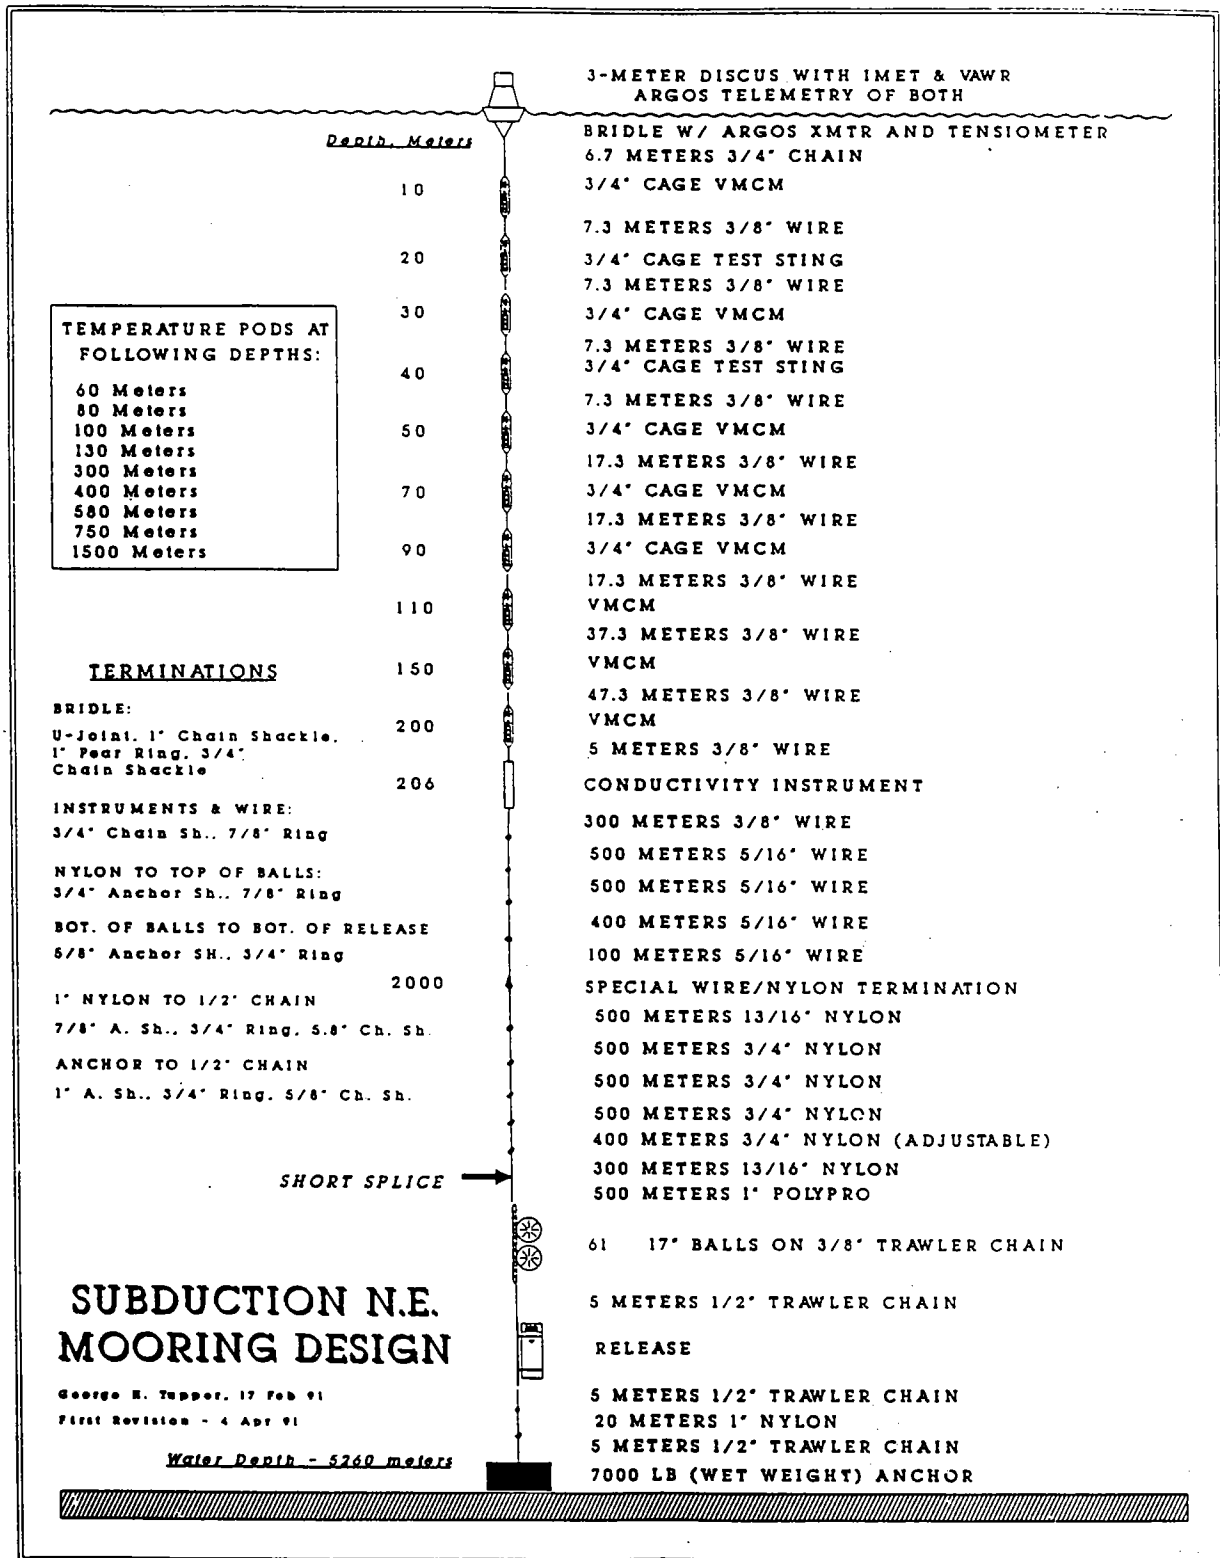 3-METER DISCUS WITH IMET & VAWR
ARGOS TELEMETRY OF BOTH
Depth, Meters
BRIDLE W/ ARGOS XMTR AND TENSIOMETER
6.7 METERS 3/4" CHAIN
10
3/4" CAGE VMCM
7.3 METERS 3/8" WIRE
20
3/4" CAGE TEST STING
7.3 METERS 3/8" WIRE
30
3/4" CAGE VMCM
7.3 METERS 3/8" WIRE
40
3/4" CAGE TEST STING
7.3 METERS 3/8" WIRE
50
3/4" CAGE VMCM
17.3 METERS 3/8" WIRE
70
3/4" CAGE VMCM
17.3 METERS 3/8" WIRE
90
3/4" CAGE VMCM
17.3 METERS 3/8" WIRE
110
VMCM
37.3 METERS 3/8" WIRE
150
VMCM
47.3 METERS 3/8" WIRE
200
VMCM
5 METERS 3/8" WIRE
206
CONDUCTIVITY INSTRUMENT
300 METERS 3/8" WIRE
500 METERS 5/16" WIRE
500 METERS 5/16" WIRE
400 METERS 5/16" WIRE
100 METERS 5/16" WIRE
2000
SPECIAL WIRE/NYLON TERMINATION
500 METERS 13/16" NYLON
500 METERS 3/4" NYLON
500 METERS 3/4" NYLON
500 METERS 3/4" NYLON
400 METERS 3/4" NYLON (ADJUSTABLE)
300 METERS 13/16" NYLON
SHORT SPLICE
500 METERS 1" POLYPRO
61 17" BALLS ON 3/8" TRAWLER CHAIN
5 METERS 1/2" TRAWLER CHAIN
RELEASE
5 METERS 1/2" TRAWLER CHAIN
20 METERS 1" NYLON
5 METERS 1/2" TRAWLER CHAIN
7000 LB (WET WEIGHT) ANCHOR
TEMPERATURE PODS AT
FOLLOWING DEPTHS:
60 Meters
80 Meters
100 Meters
130 Meters
300 Meters
400 Meters
580 Meters
750 Meters
1500 Meters
TERMINATIONS
BRIDLE:
U-Joint, 1" Chain Shackle,
1" Pear Ring, 3/4"
Chain Shackle
INSTRUMENTS & WIRE:
3/4" Chain Sh., 7/8" Ring
NYLON TO TOP OF BALLS:
3/4" Anchor Sh., 7/8" Ring
BOT. OF BALLS TO BOT. OF RELEASE
5/8" Anchor SH., 3/4" Ring
1" NYLON TO 1/2" CHAIN
7/8" A. Sh., 3/4" Ring, 5.8" Ch. Sh.
ANCHOR TO 1/2" CHAIN
1" A. Sh., 3/4" Ring, 5/8" Ch. Sh.
SUBDUCTION N.E.
MOORING DESIGN
George H. Tupper, 17 Feb 91
First Revision - 4 Apr 91
Water Depth - 5260 meters